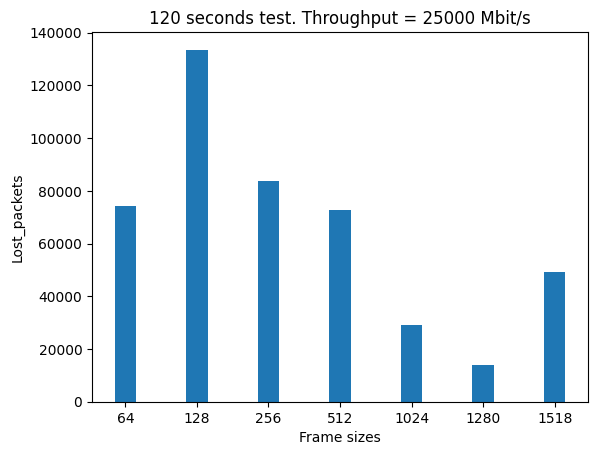 120 seconds test. Throughput = 25000 Mbit/s
140000
120000
100000
80000
60000
40000
20000
0
Lost_packets
64 128 256 512 1024 1280 1518
Frame sizes